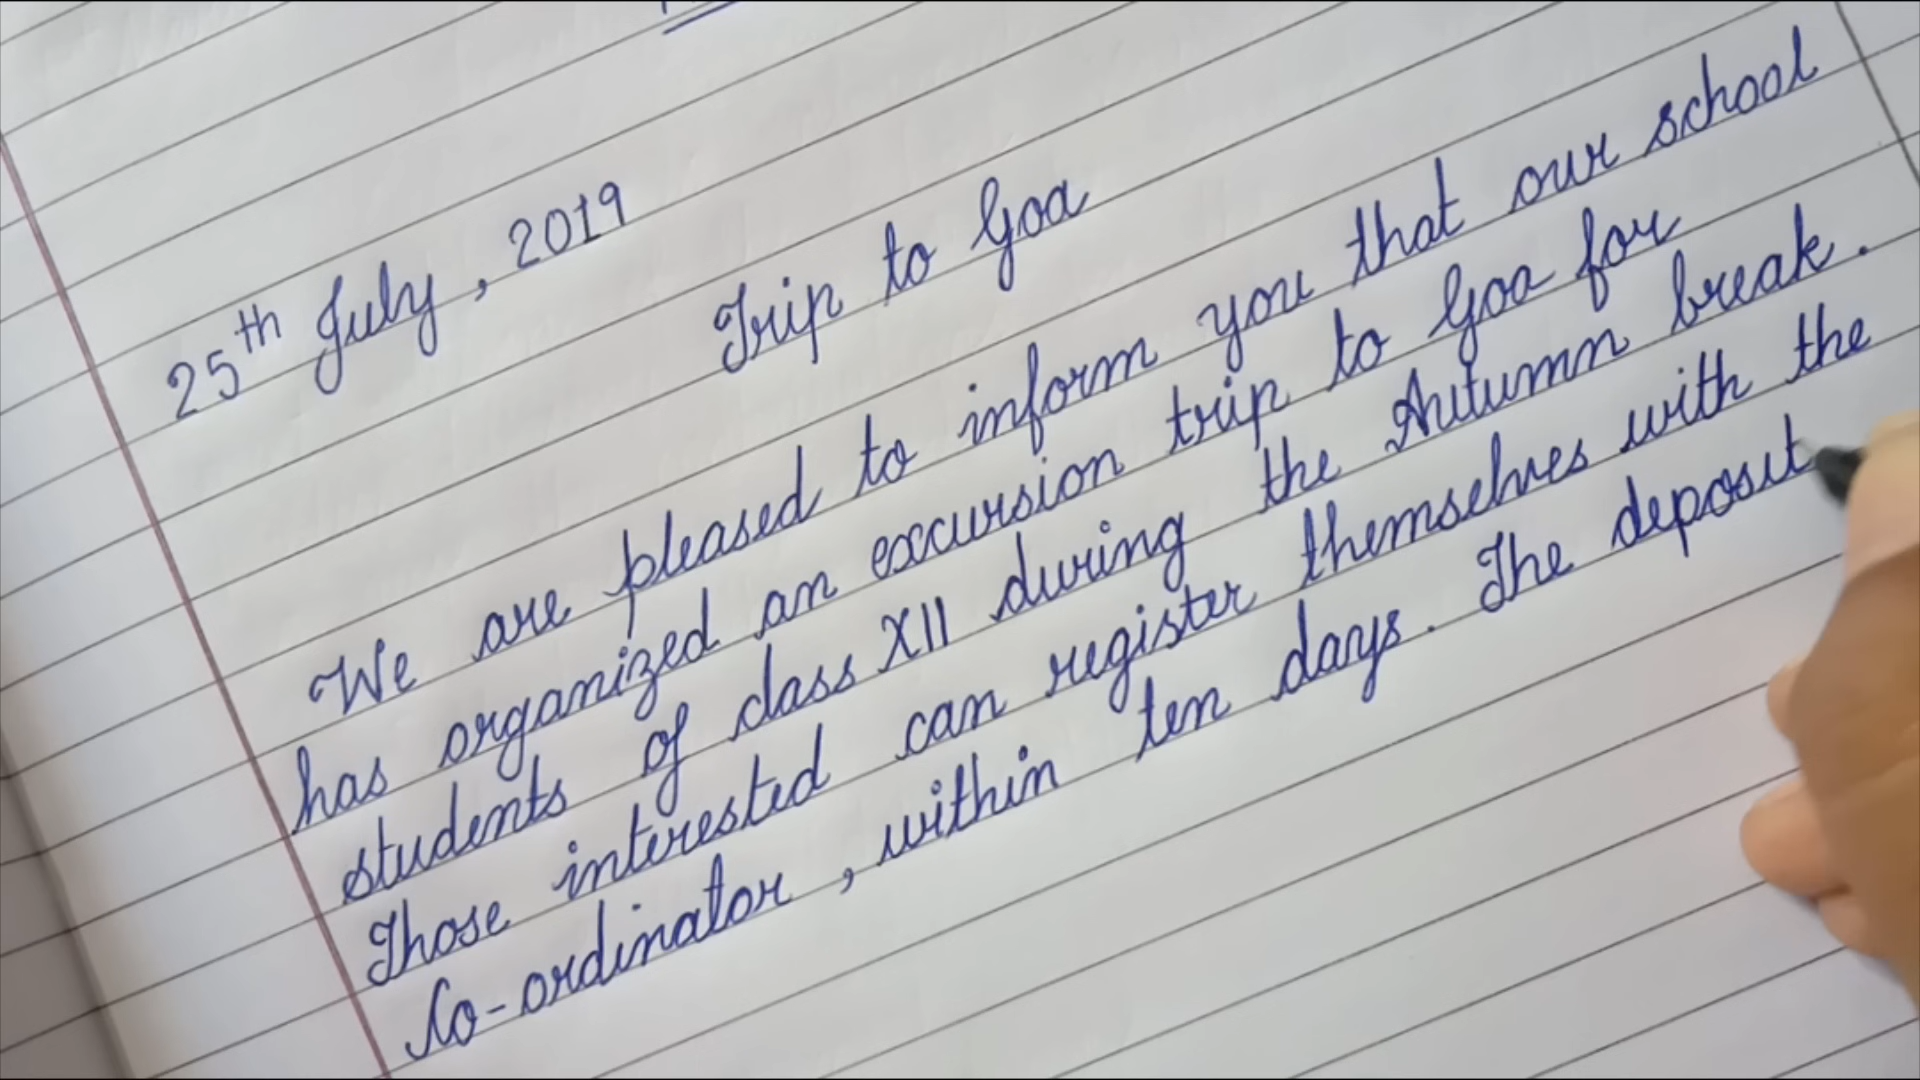 25th July, 2019
Trip to Goa
We are pleased to inform you that our school
has organized an excursion trip to Goa for
students of class XII during the Autumn break.
Those interested can register themselves with the
Co-ordinator, within ten days. The deposit